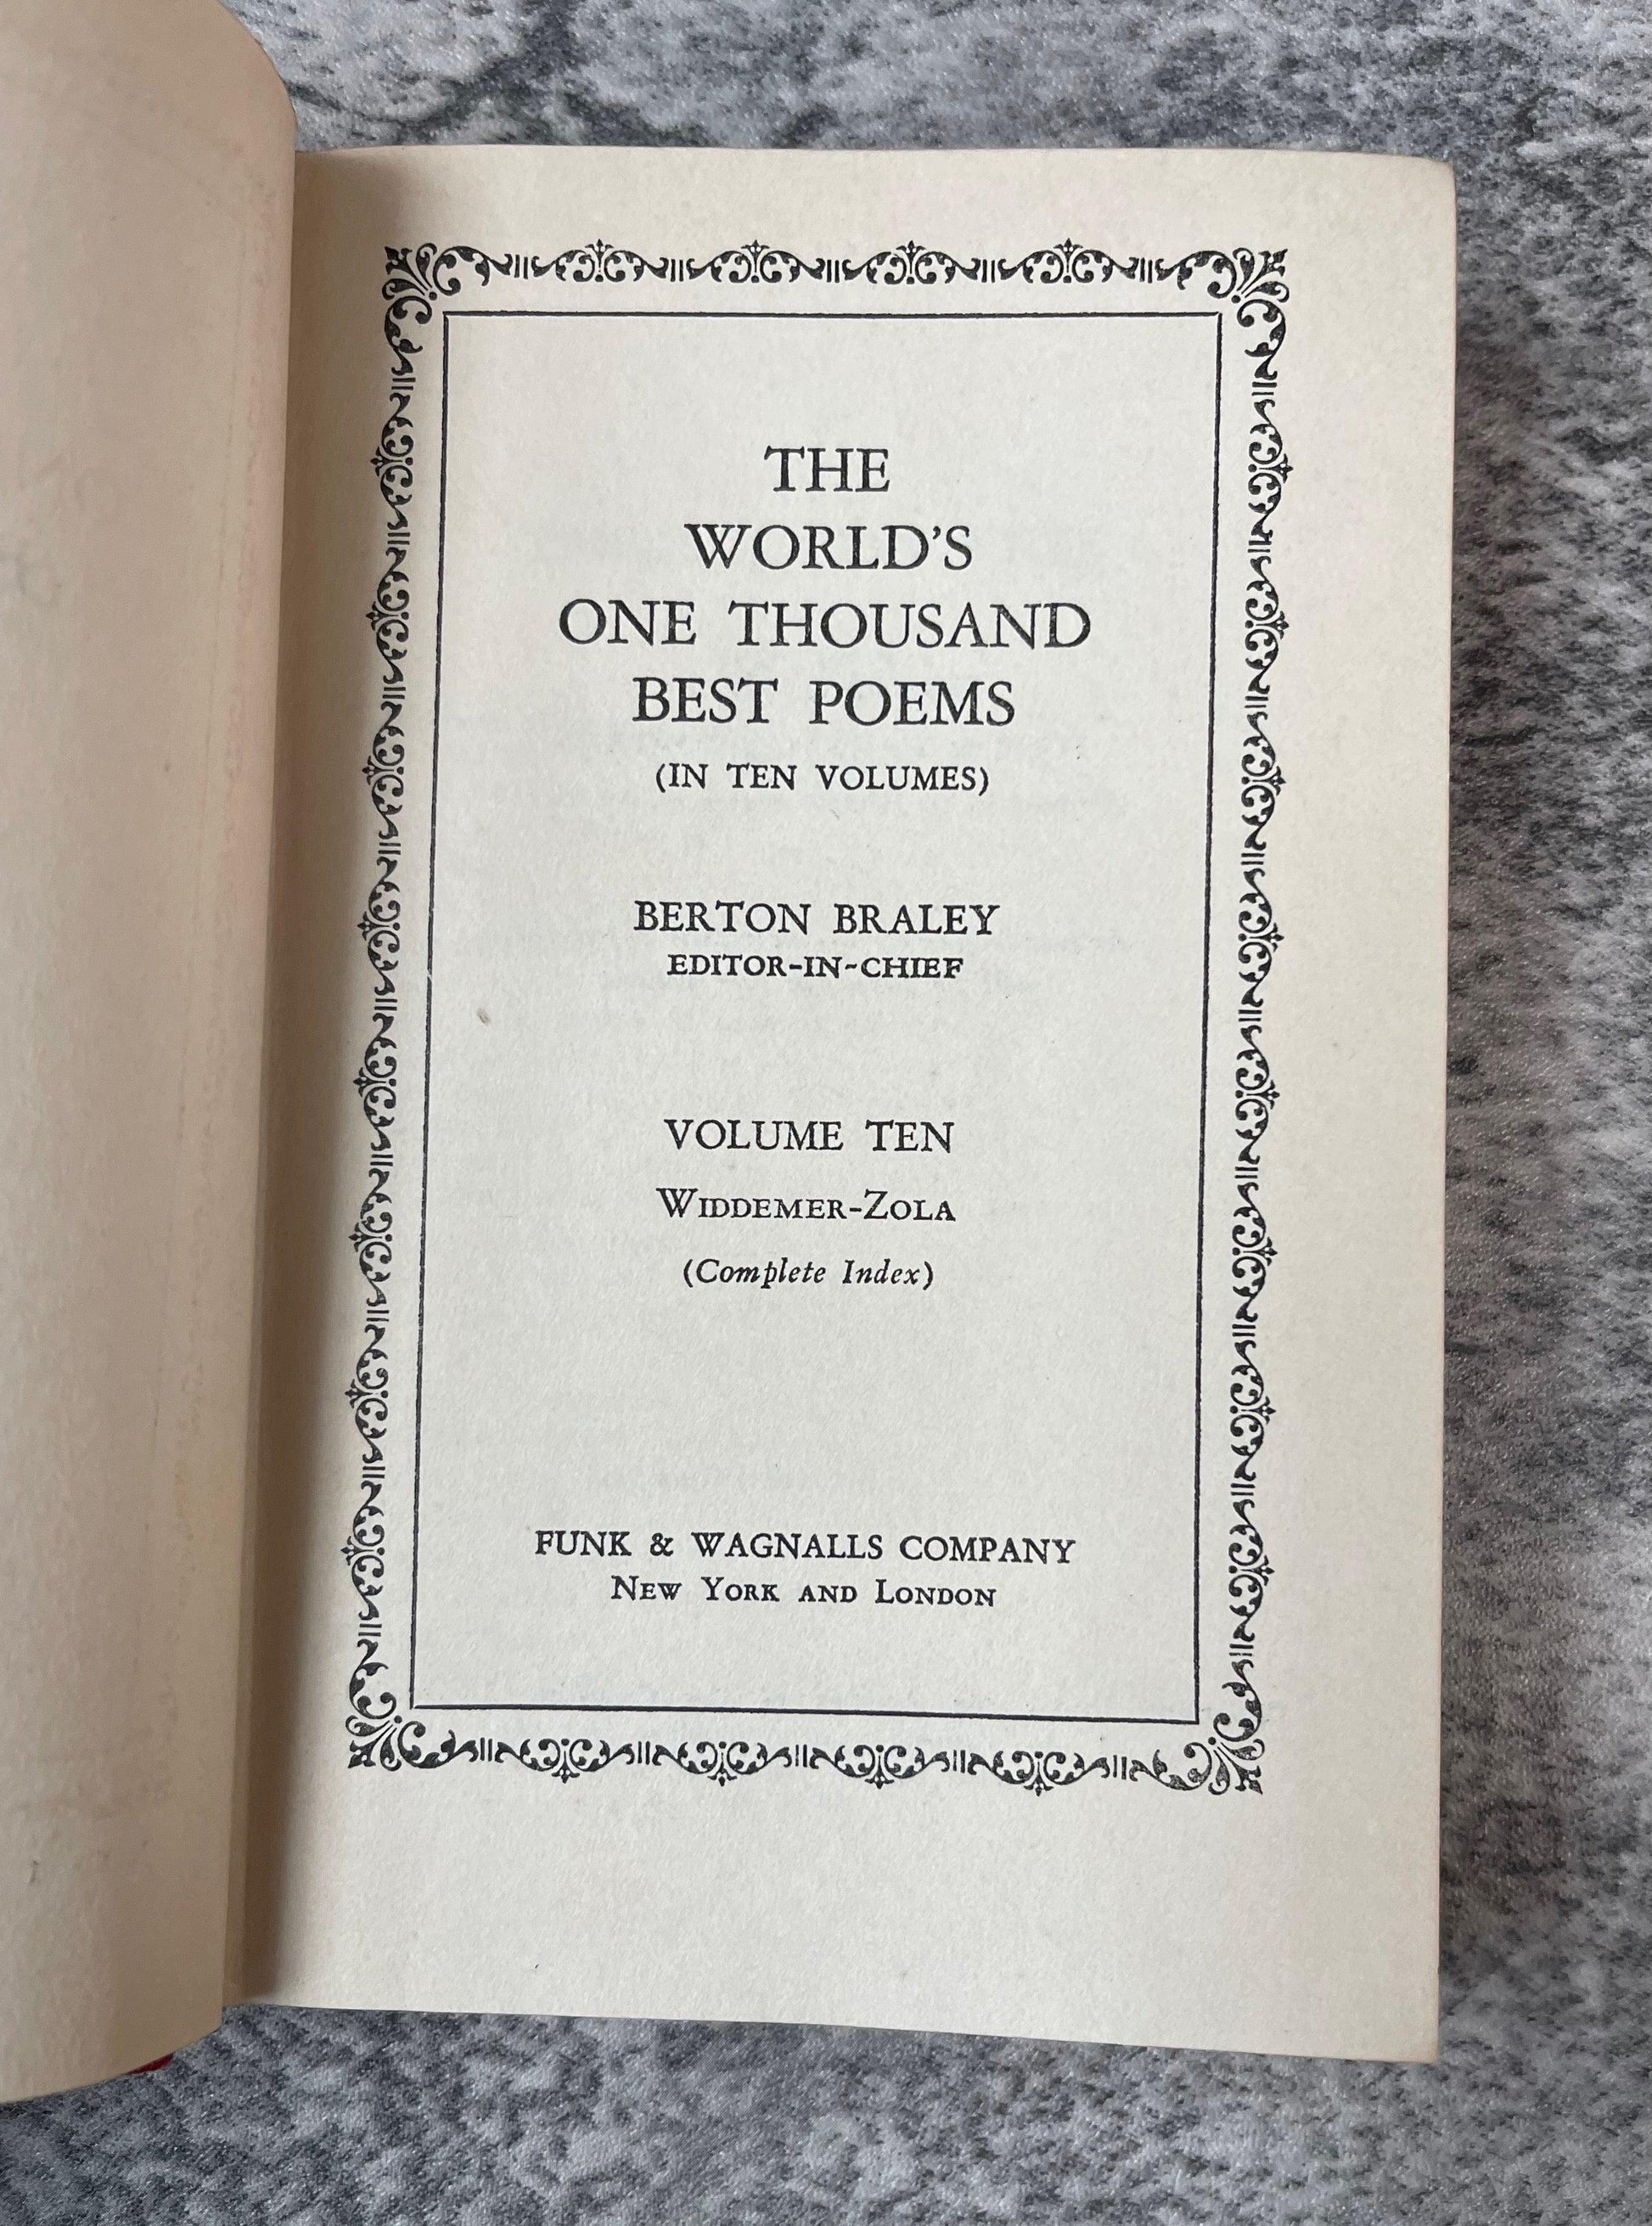 THE
WORLD'S
ONE THOUSAND
BEST POEMS
(IN TEN VOLUMES)
BERTON BRALEY
EDITOR-IN-CHIEF
VOLUME TEN
WIDDEMER-ZOLA
(Complete Index)
FUNK & WAGNALLS COMPANY
NEW YORK AND LONDON